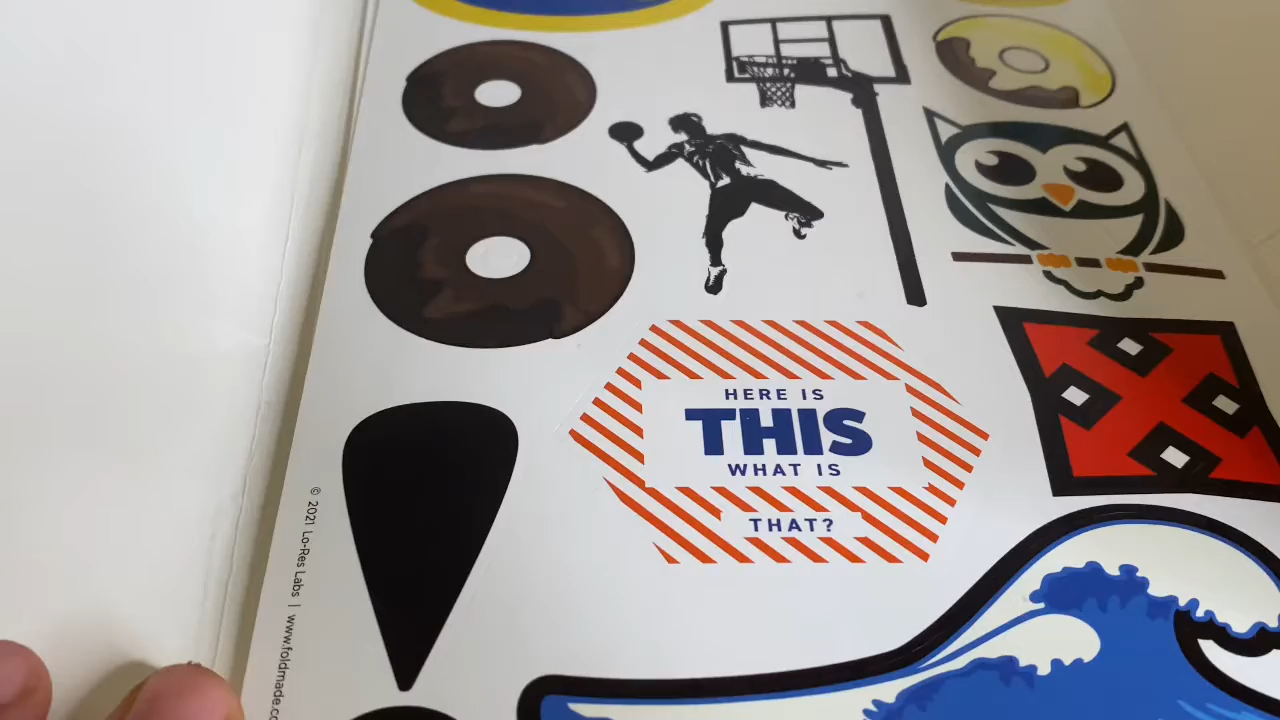 HERE IS
THIS
WHAT IS
THAT?
© 2021 Lo-Res Labs | www.foldmade.co